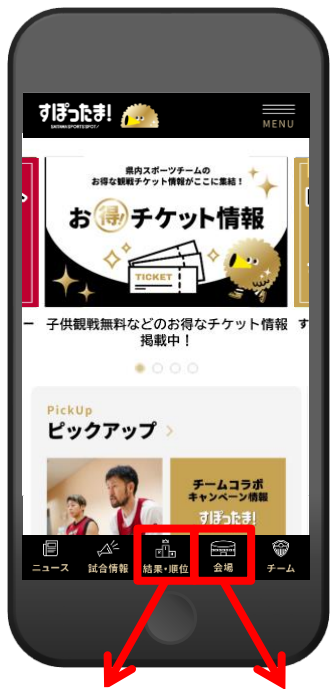 すぽったま!
SAITAMA SPORTS SPOT!
MENU
県内スポーツチームの
お得な観戦チケット情報がここに集結!
お得!チケット情報
TICKET
ー
子供観戦無料などのお得なチケット情報
掲載中!
す
PickUp
ピックアップ
チームコラボ
キャンペーン情報
すぽったま!
ニュース
試合情報
結果・順位
会場
チーム